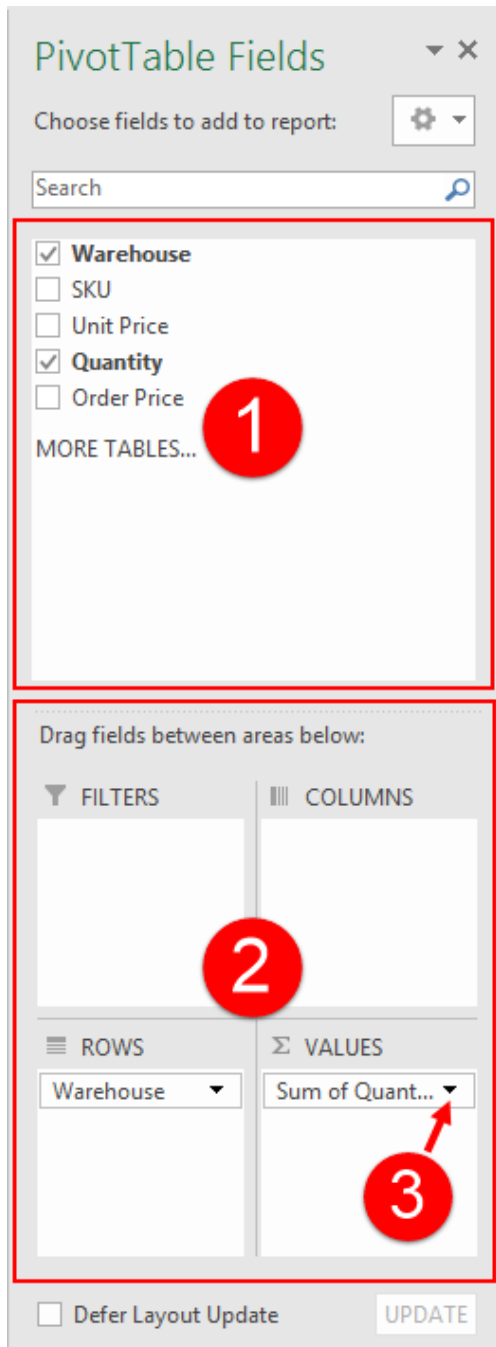 PivotTable Fields
Choose fields to add to report:
Search
Warehouse
SKU
Unit Price
Quantity
Order Price
1
MORE TABLES...
Drag fields between areas below:
FILTERS
COLUMNS
2
ROWS
Σ VALUES
Warehouse
Sum of Quant...
3
Defer Layout Update
UPDATE